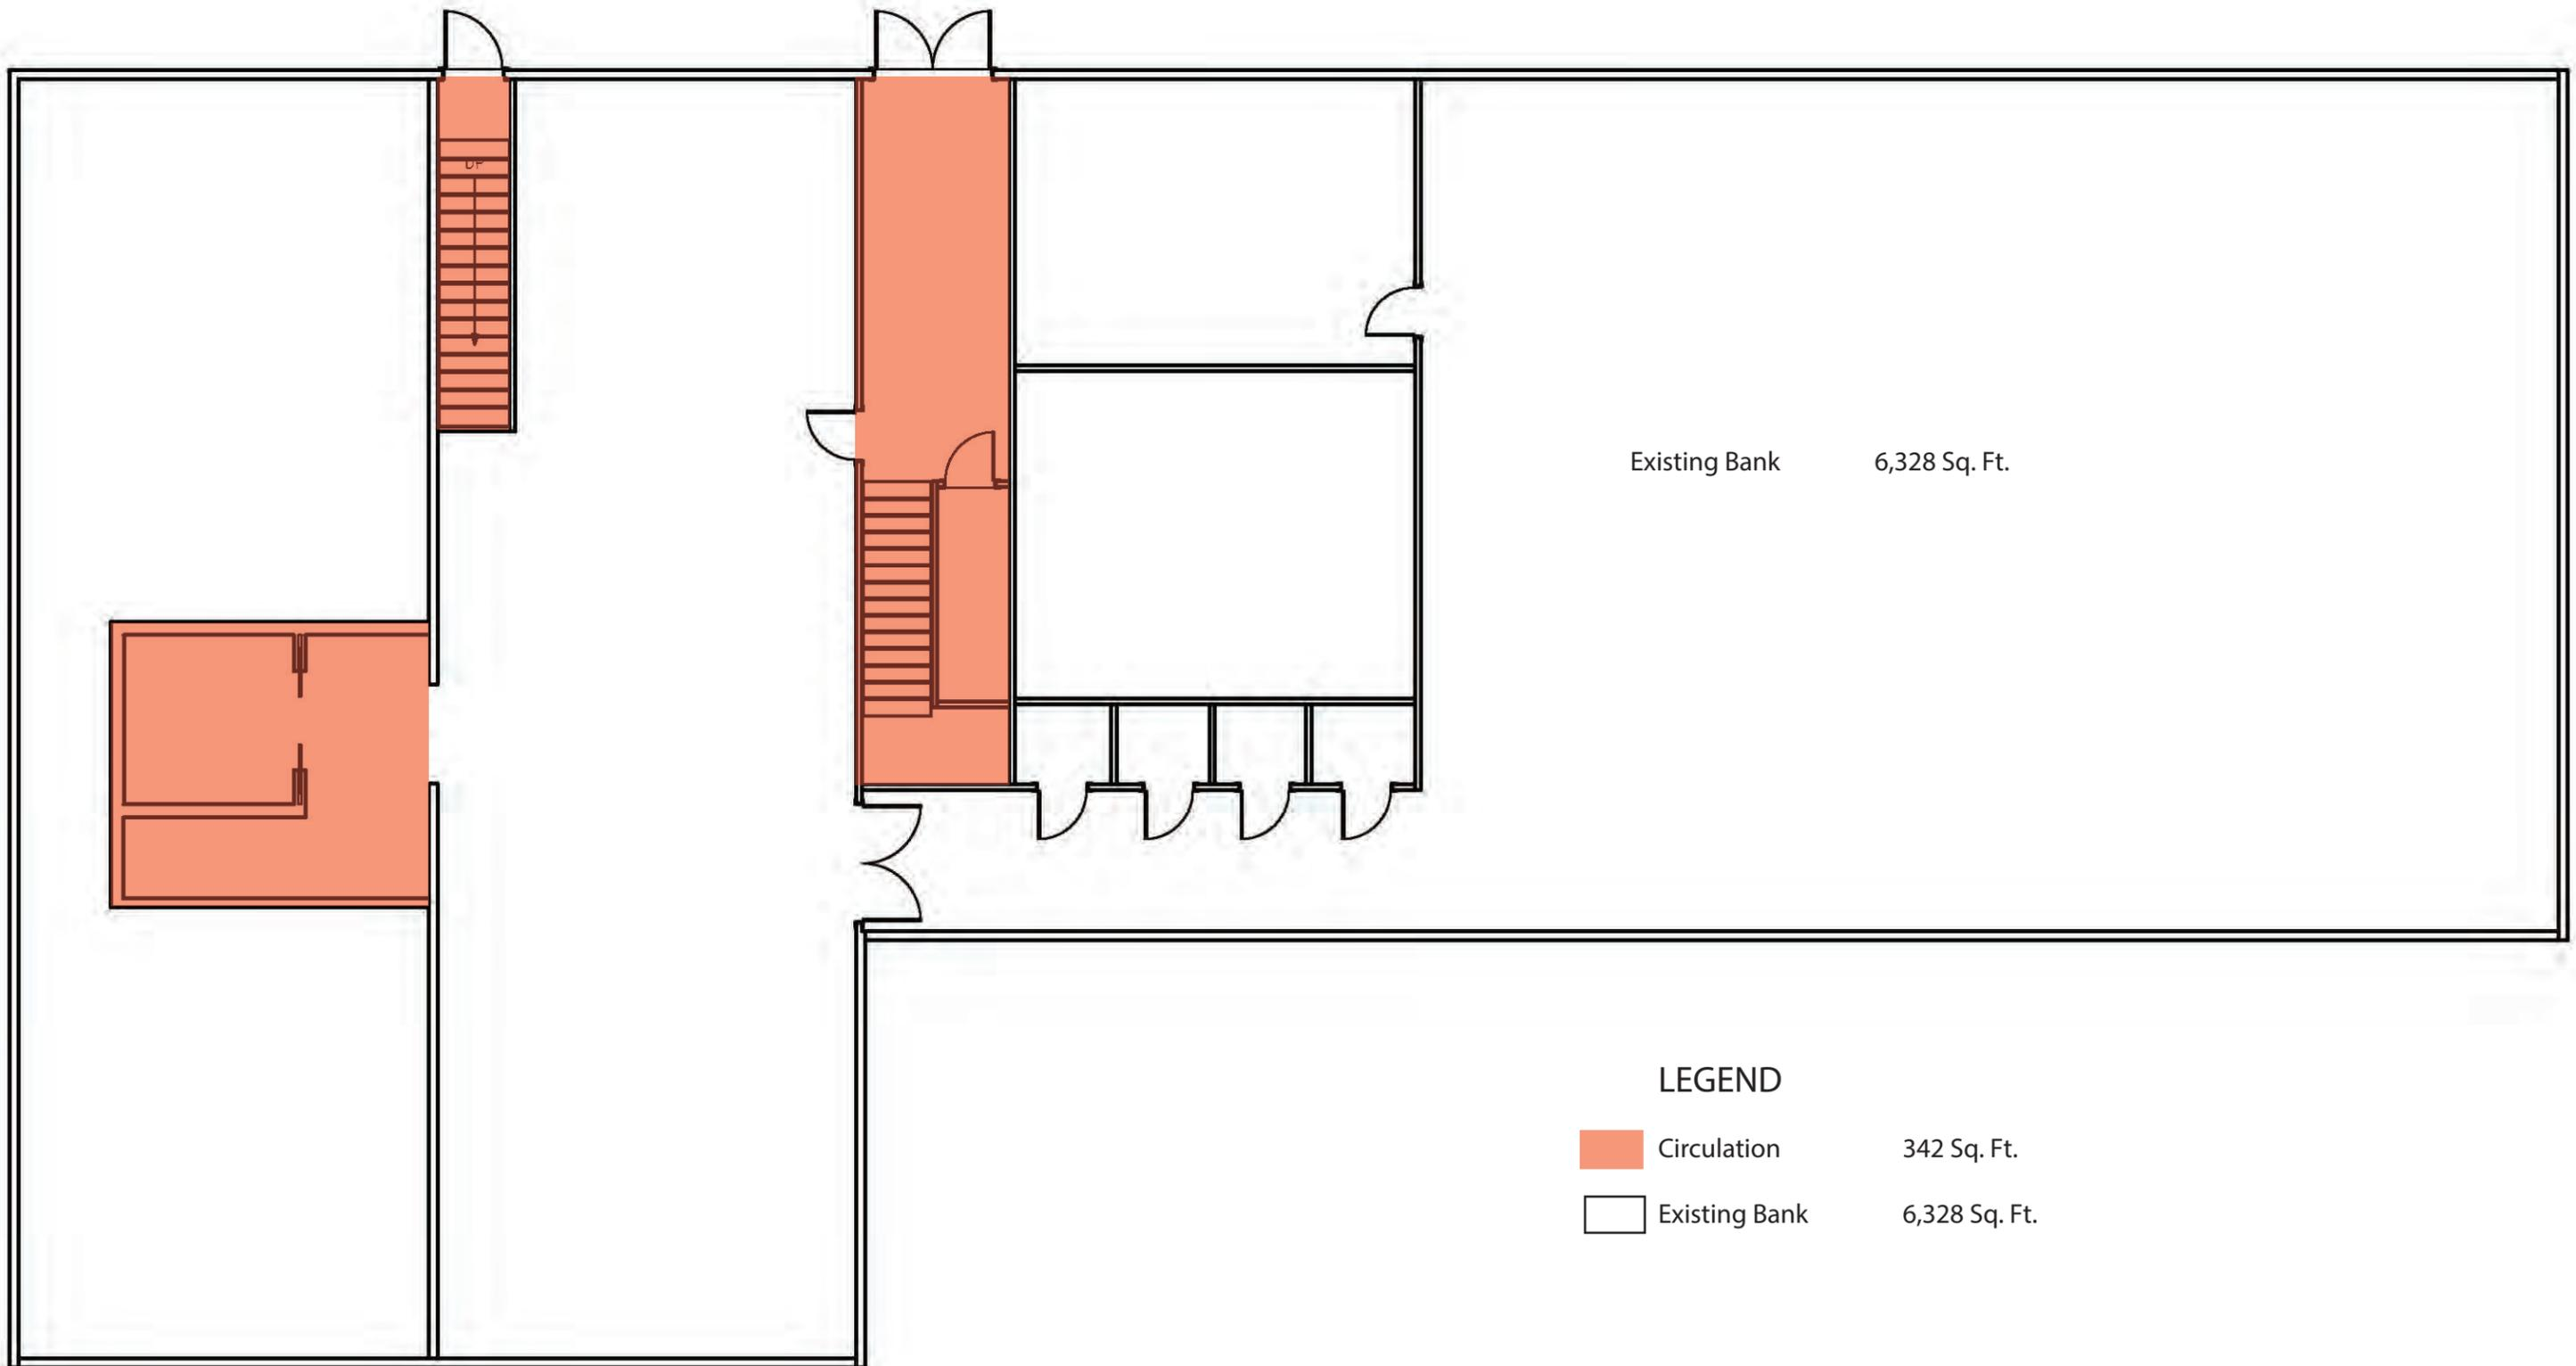 Existing Bank 6,328 Sq. Ft.
LEGEND
Circulation 342 Sq. Ft.
Existing Bank 6,328 Sq. Ft.